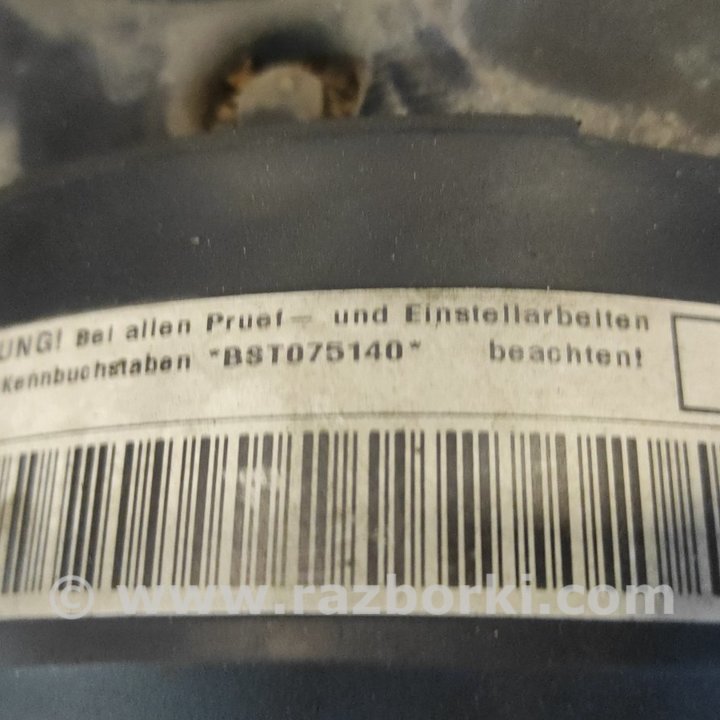 UNG! Bei allen Pruef- und Einstellarbeiten
Kennbuchstaben "BST075140" beachten!
© www.razborki.com